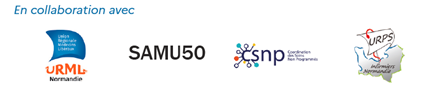 En collaboration avec
Union
Régionale
Médecins
Libéraux
URML
Normandie
SAMU50
csnp
Coordination
des Soins
Non Programmés
URPS
Infirmiers
Normandie